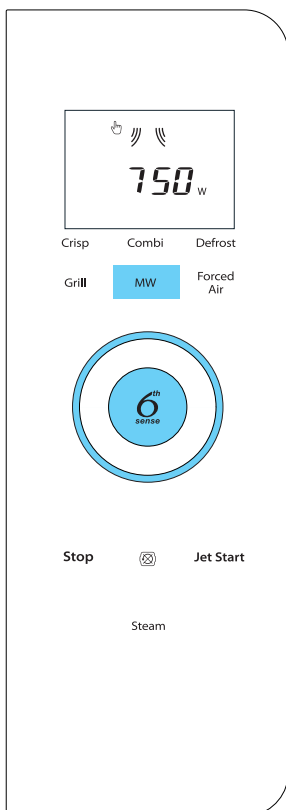 750 W
Crisp Combi Defrost
Grill MW Forced
Air
6th
sense
Stop Jet Start
Steam